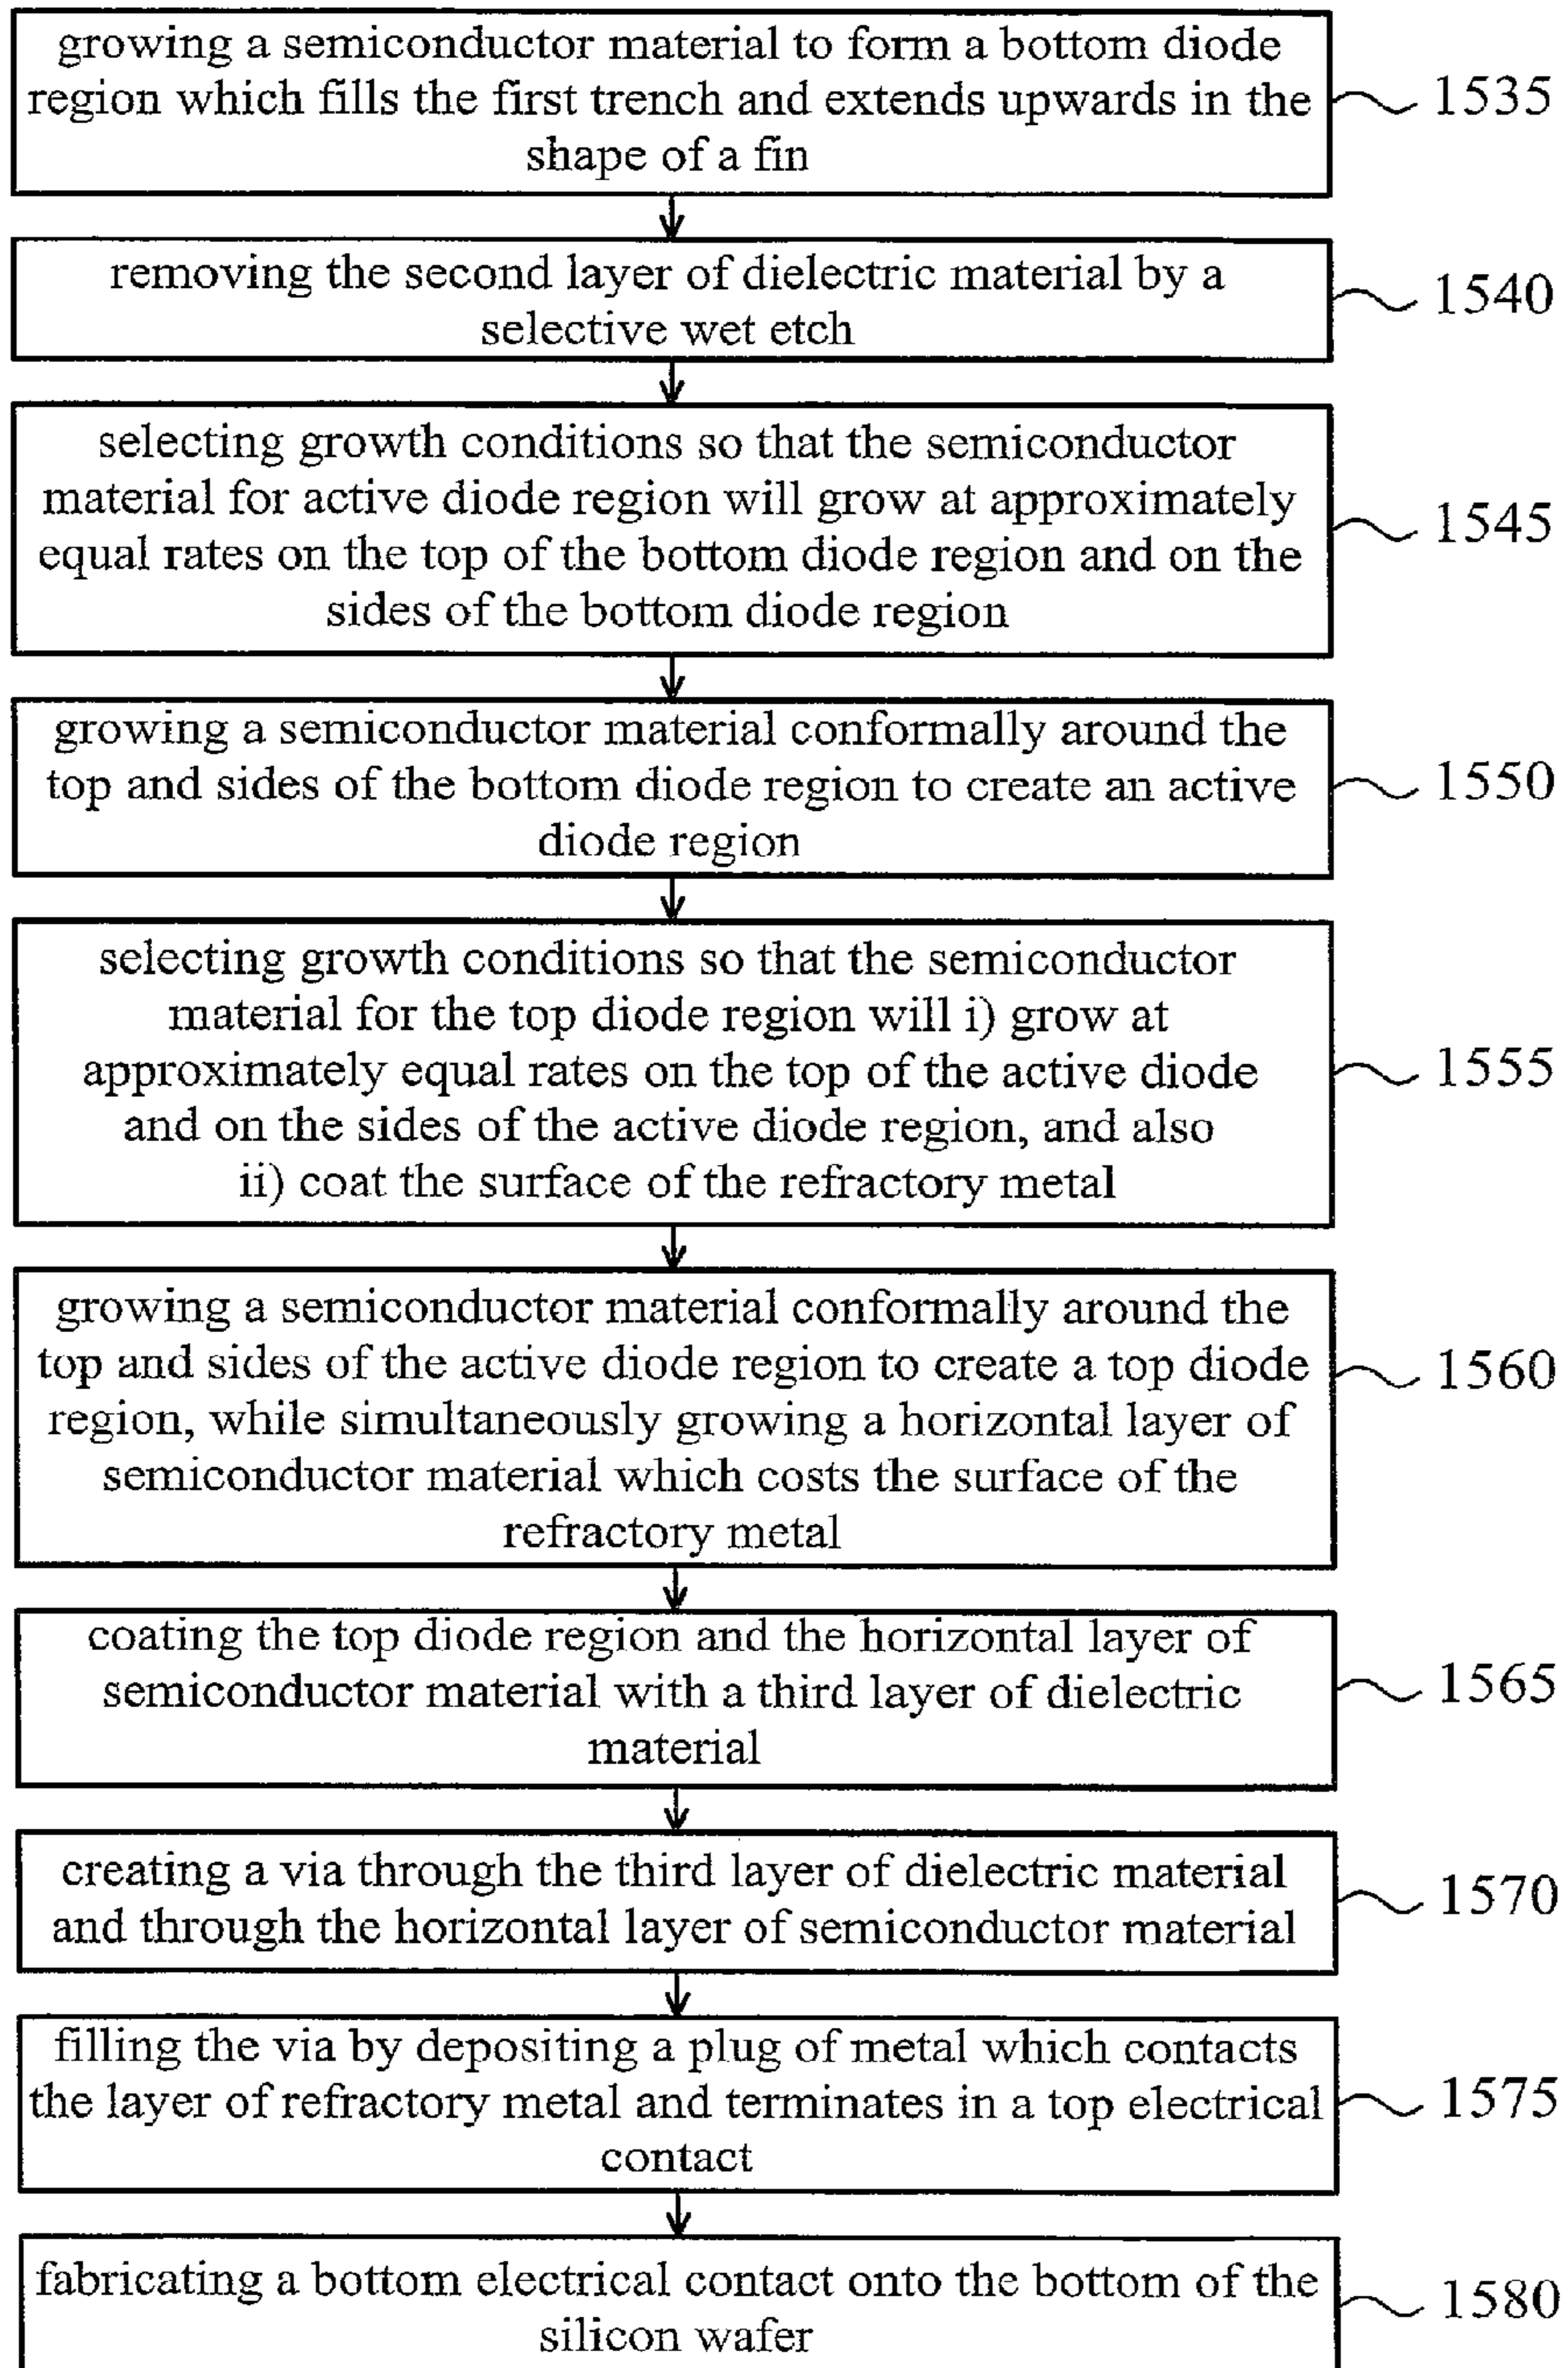 growing a semiconductor material to form a bottom diode
region which fills the first trench and extends upwards in the
shape of a fin
1535
removing the second layer of dielectric material by a
selective wet etch
1540
selecting growth conditions so that the semiconductor
material for active diode region will grow at approximately
equal rates on the top of the bottom diode region and on the
sides of the bottom diode region
1545
growing a semiconductor material conformally around the
top and sides of the bottom diode region to create an active
diode region
1550
selecting growth conditions so that the semiconductor
material for the top diode region will i) grow at
approximately equal rates on the top of the active diode
and on the sides of the active diode region, and also
ii) coat the surface of the refractory metal
1555
growing a semiconductor material conformally around the
top and sides of the active diode region to create a top diode
region, while simultaneously growing a horizontal layer of
semiconductor material which costs the surface of the
refractory metal
1560
coating the top diode region and the horizontal layer of
semiconductor material with a third layer of dielectric
material
1565
creating a via through the third layer of dielectric material
and through the horizontal layer of semiconductor material
1570
filling the via by depositing a plug of metal which contacts
the layer of refractory metal and terminates in a top electrical
contact
1575
fabricating a bottom electrical contact onto the bottom of the
silicon wafer
1580